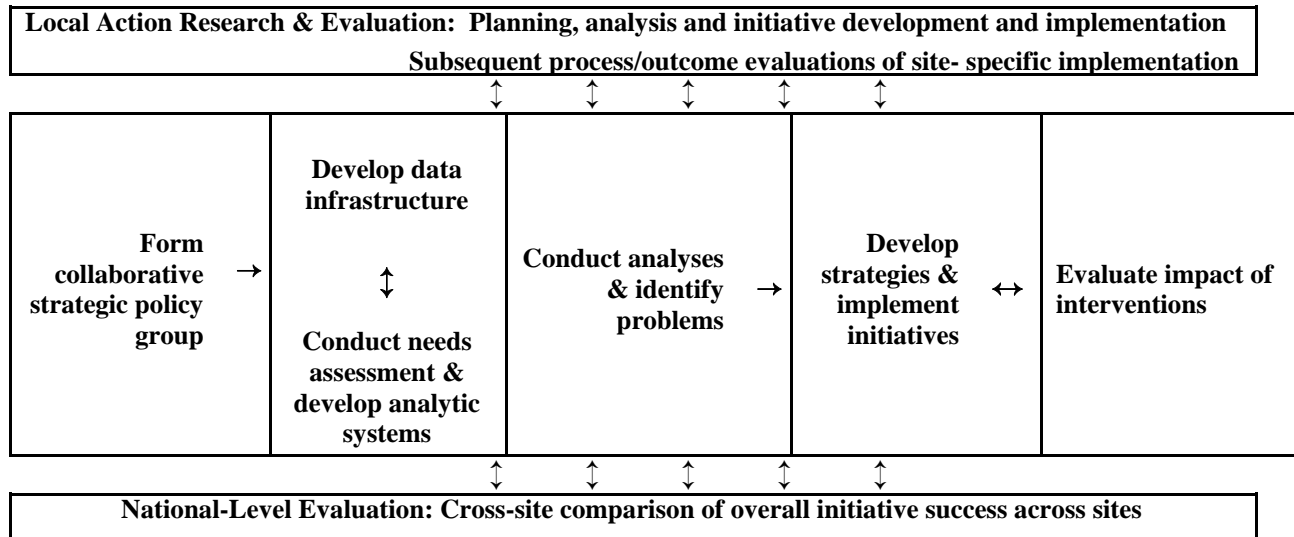 Local Action Research & Evaluation:  Planning, analysis and initiative development and implementation
Subsequent process/outcome evaluations of site- specific implementation
↕ ↕ ↕ ↕ ↕
Form
collaborative →
strategic policy
group
Develop data
infrastructure
↕
Conduct needs
assessment &
develop analytic
systems
Conduct analyses
& identify →
problems
Develop
strategies & ↔
implement
initiatives
Evaluate impact of
interventions
↕ ↕ ↕ ↕ ↕
National-Level Evaluation: Cross-site comparison of overall initiative success across sites